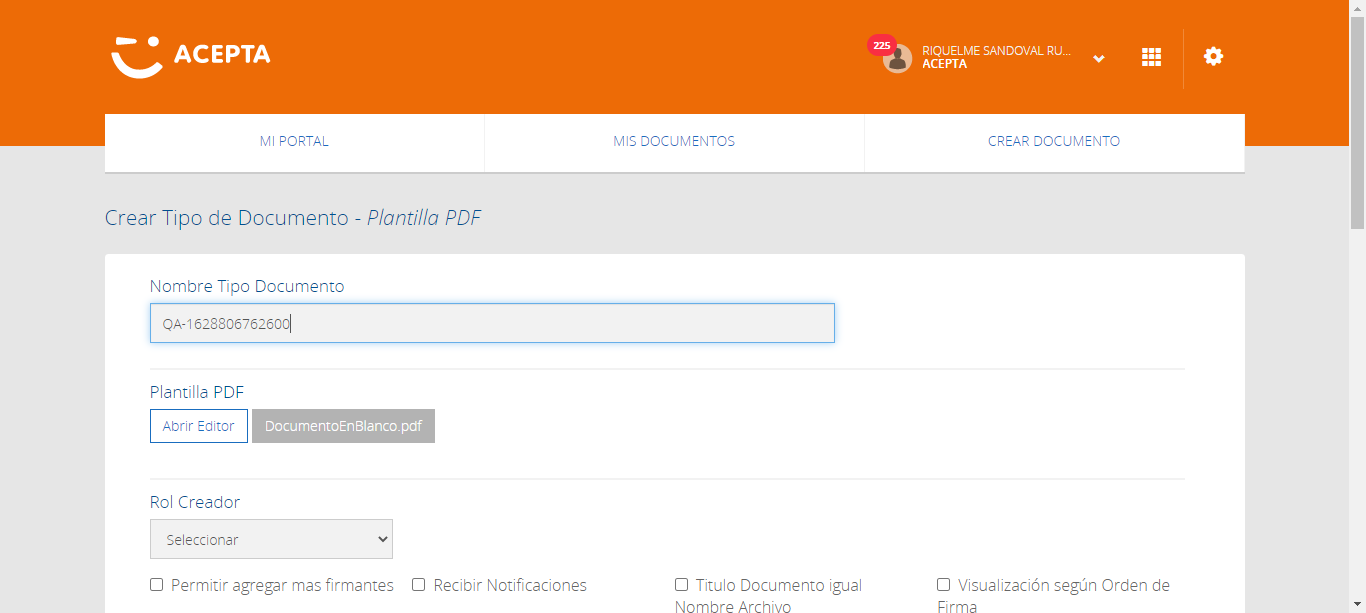 ACEPTA
225
RIQUELME SANDOVAL RU...
ACEPTA
MI PORTAL
MIS DOCUMENTOS
CREAR DOCUMENTO
Crear Tipo de Documento - Plantilla PDF
Nombre Tipo Documento
QA-1628806762600
Plantilla PDF
Abrir Editor
DocumentoEnBlanco.pdf
Rol Creador
Seleccionar
Permitir agregar mas firmantes
Recibir Notificaciones
Titulo Documento igual
Nombre Archivo
Visualización según Orden de
Firma